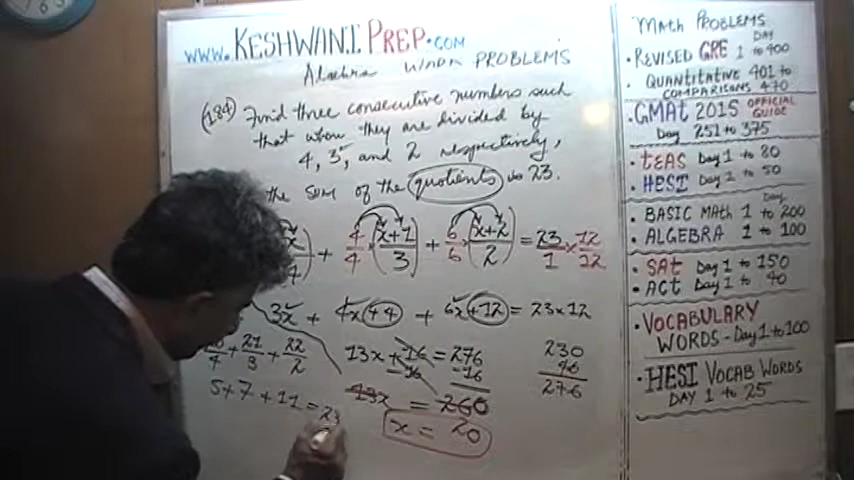 www.KESHWANI PREP.COM
Algebra WORD PROBLEMS
(184) Find three consecutive numbers such
that when they are divided by
4, 3, and 2 respectively,
the sum of the quotients is 23.
x/4) + 4/4 × (x+1/3) + 6/6 × (x+2/2) = 23/1 × 12/12
3x + 4x + 4 + 6x + 12 = 23×12
/4 + 21/3 + 22/2
13x + 16 = 276
-16 -16
5+7+11=23
13x = 260
x = 20
230
46
276
MATH PROBLEMS
DAY
• REVISED GRE 1 to 400
• QUANTITATIVE 401 to
COMPARISONS 470
• GMAT 2015 OFFICIAL GUIDE
Day 251 to 375
• TEAS Day 1 to 80
• HESI Day 1 to 50
Day
• BASIC MATH 1 to 200
• ALGEBRA 1 to 100
• SAT Day 1 to 150
• ACT Day 1 to 40
• VOCABULARY
WORDS - Day 1 to 100
• HESI VOCAB WORDS
DAY 1 to 25